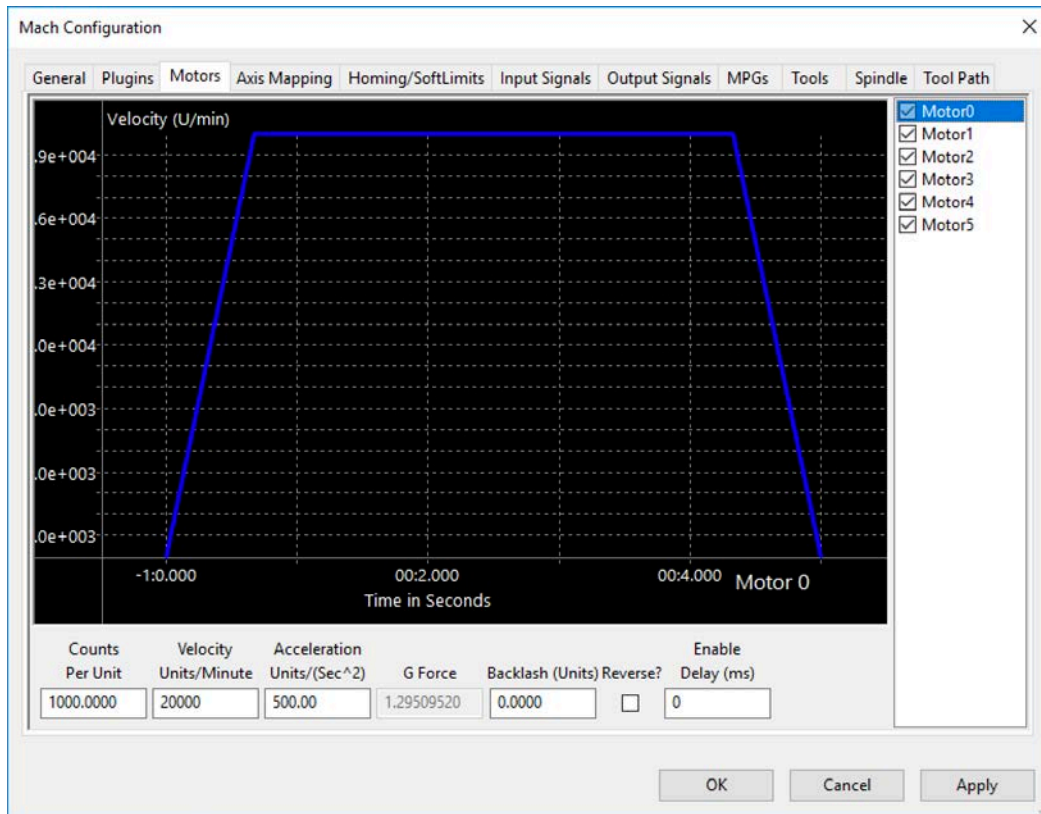 Mach Configuration
General Plugins Motors Axis Mapping Homing/SoftLimits Input Signals Output Signals MPGs Tools Spindle Tool Path
Velocity (U/min)
.9e+004
.6e+004
.3e+004
.0e+004
.0e+003
.0e+003
.0e+003
-1:0.000 00:2.000 00:4.000 Motor 0
Time in Seconds
Motor0
Motor1
Motor2
Motor3
Motor4
Motor5
Counts Velocity Acceleration Enable
Per Unit Units/Minute Units/(Sec^2) G Force Backlash (Units) Reverse? Delay (ms)
1000.0000 20000 500.00 1.29509520 0.0000 0
OK Cancel Apply